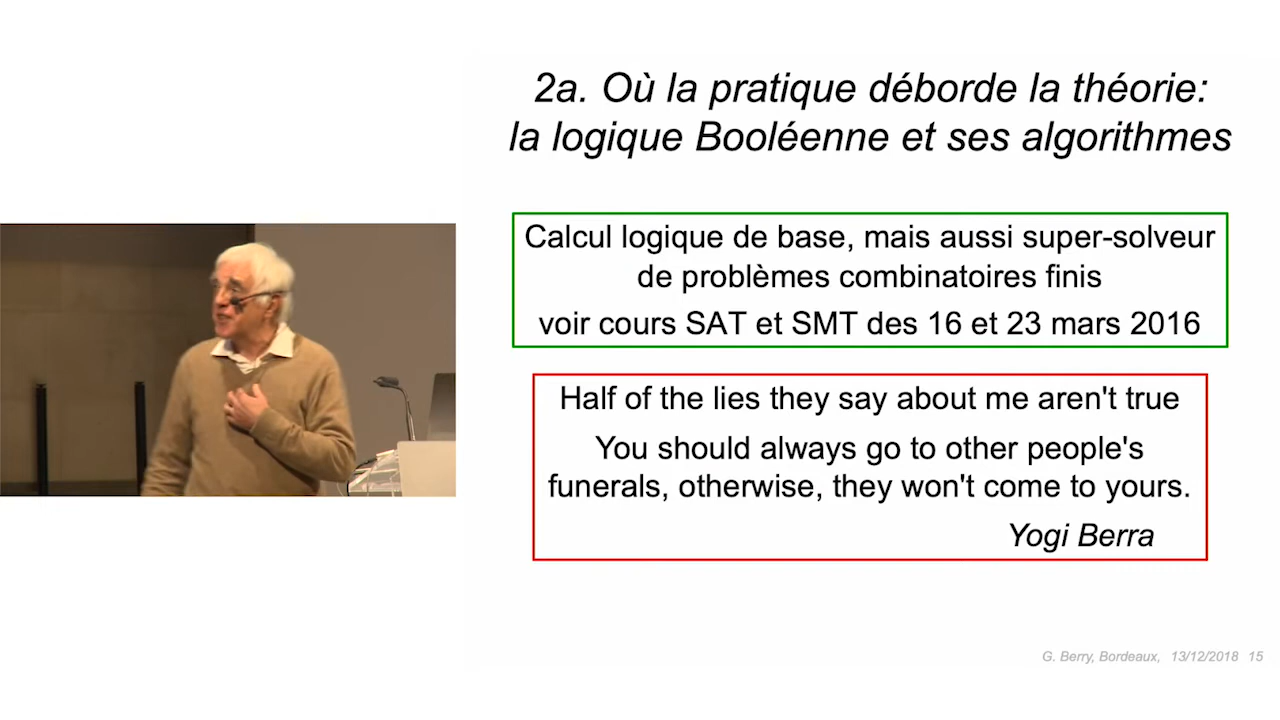 2a. Où la pratique déborde la théorie:
la logique Booléenne et ses algorithmes
Calcul logique de base, mais aussi super-solveur
de problèmes combinatoires finis
voir cours SAT et SMT des 16 et 23 mars 2016
Half of the lies they say about me aren't true
You should always go to other people's
funerals, otherwise, they won't come to yours.
Yogi Berra
G. Berry, Bordeaux, 13/12/2018 15